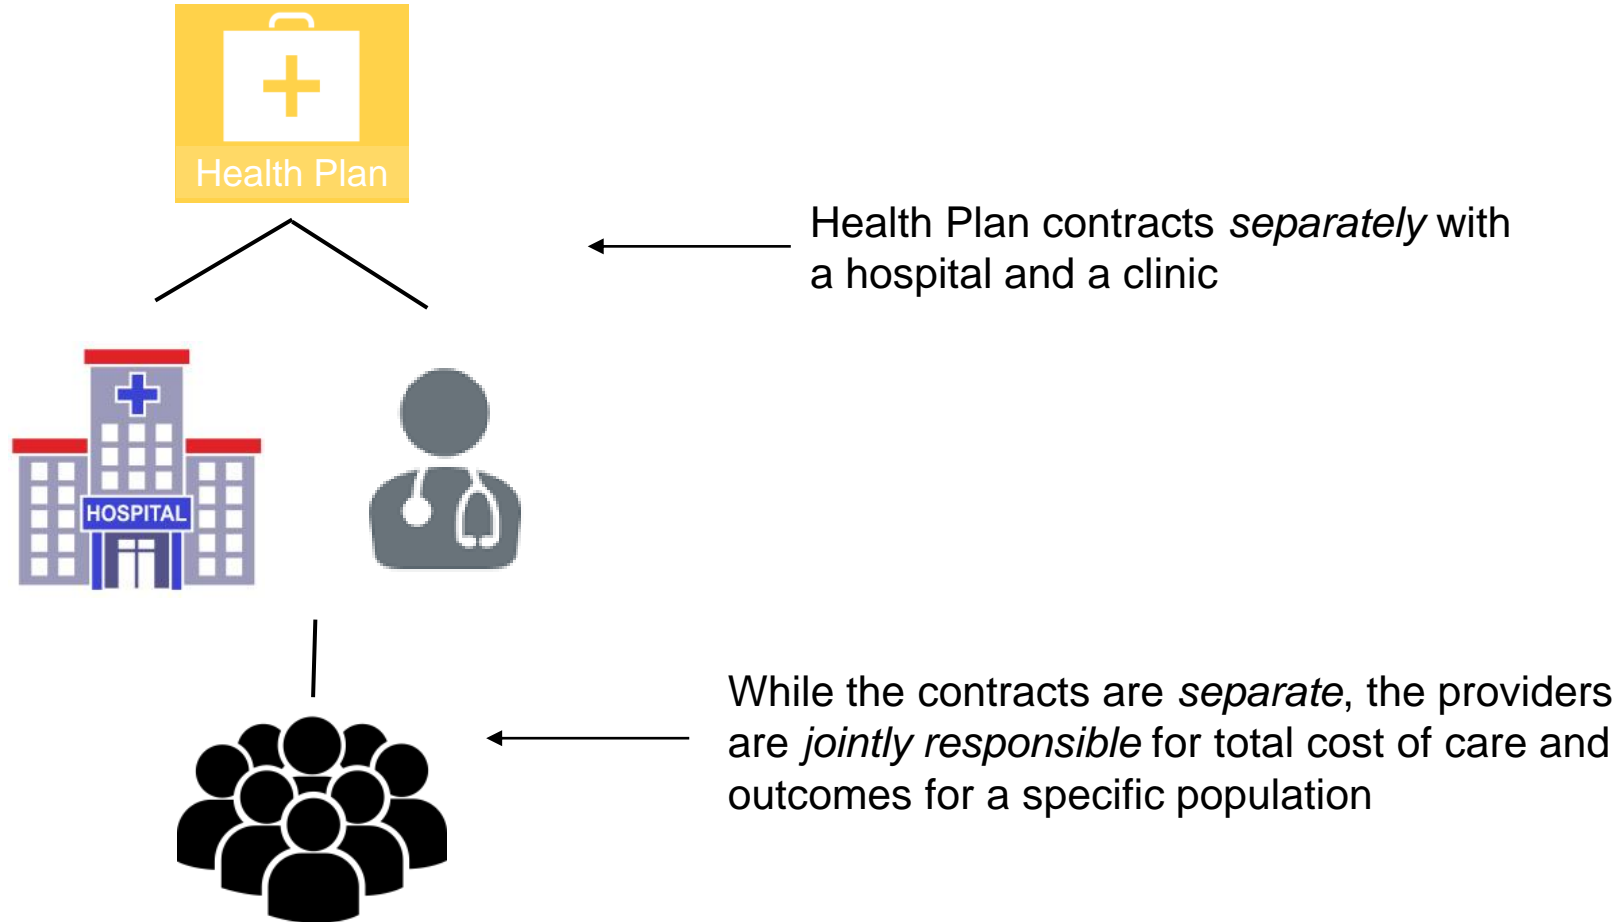 Health Plan
Health Plan contracts separately with
a hospital and a clinic
HOSPITAL
While the contracts are separate, the providers
are jointly responsible for total cost of care and
outcomes for a specific population